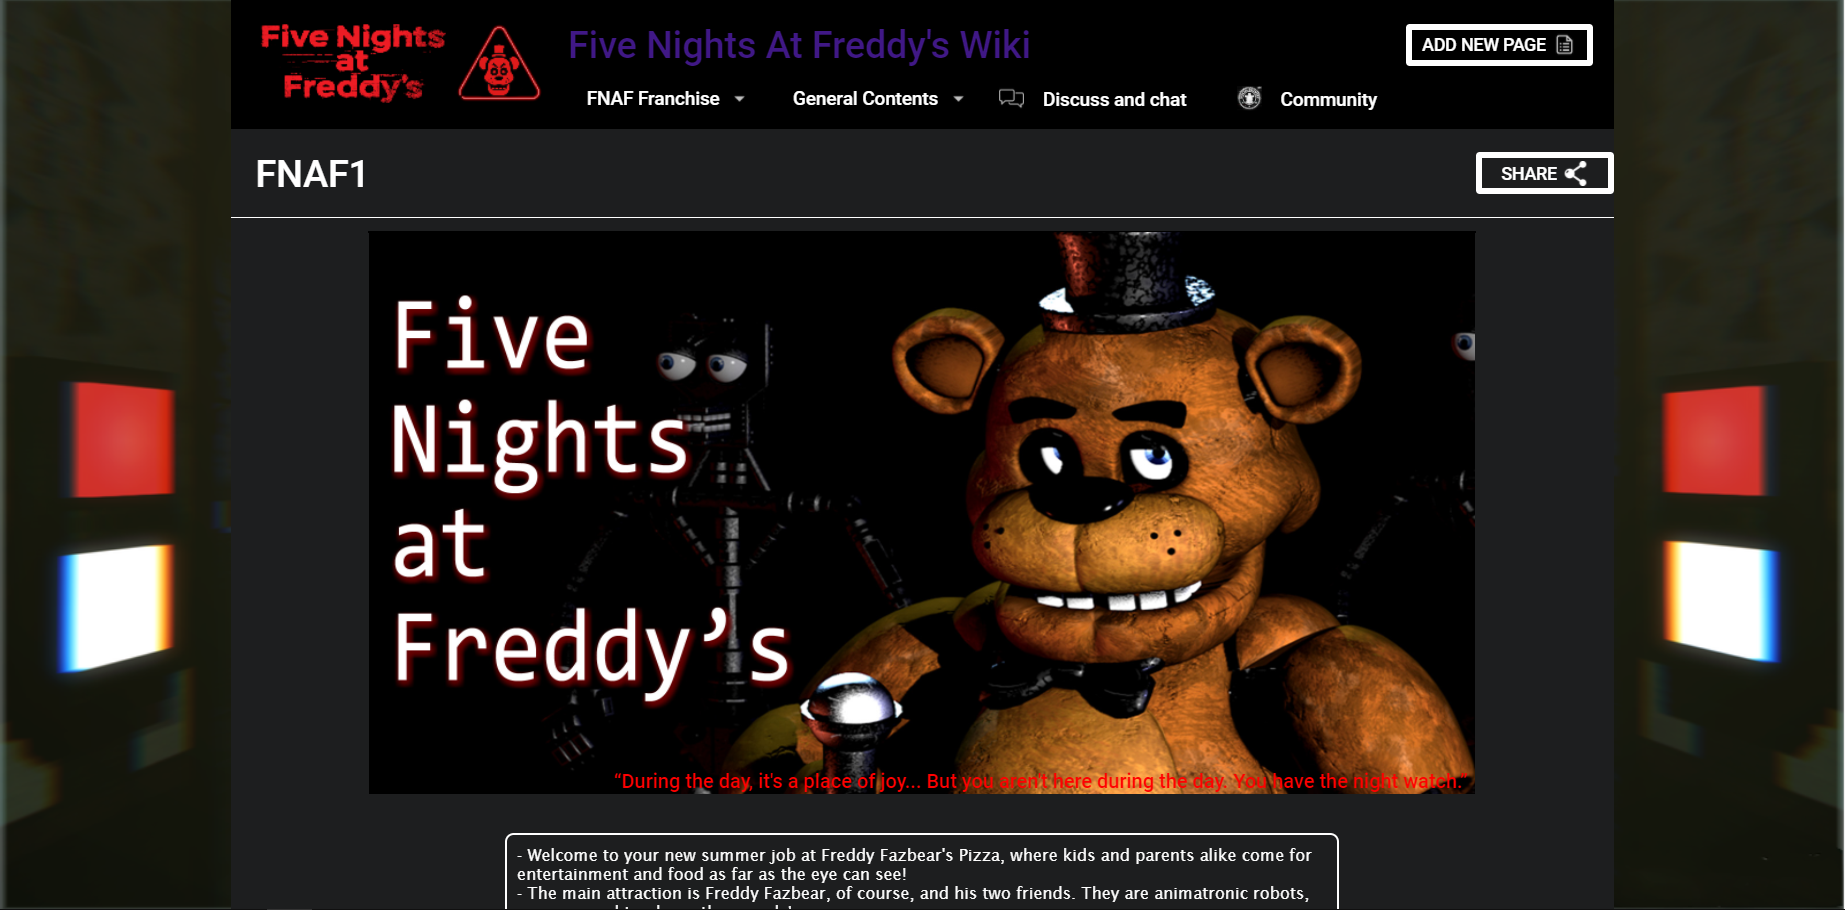 Five Nights
at
Freddy's
Five Nights At Freddy's Wiki
ADD NEW PAGE
FNAF Franchise
General Contents
Discuss and chat
Community
FNAF1
SHARE
Five
Nights
at
Freddy’s
“During the day, it's a place of joy... But you aren't here during the day. You have the night watch.”
- Welcome to your new summer job at Freddy Fazbear's Pizza, where kids and parents alike come for
entertainment and food as far as the eye can see!
- The main attraction is Freddy Fazbear, of course, and his two friends. They are animatronic robots,